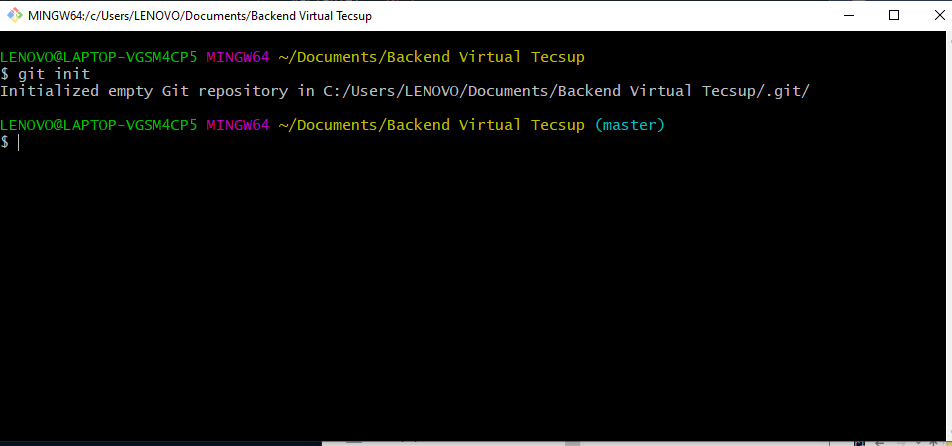 MINGW64:/c/Users/LENOVO/Documents/Backend Virtual Tecsup
LENOVO@LAPTOP-VGSM4CP5 MINGW64 ~/Documents/Backend Virtual Tecsup
$ git init
Initialized empty Git repository in C:/Users/LENOVO/Documents/Backend Virtual Tecsup/.git/
LENOVO@LAPTOP-VGSM4CP5 MINGW64 ~/Documents/Backend Virtual Tecsup (master)
$